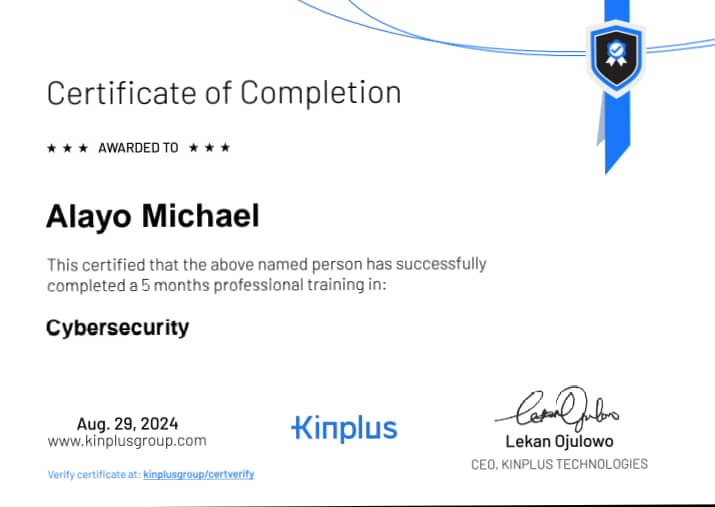 Certificate of Completion
★ ★ ★ AWARDED TO ★ ★ ★
Alayo Michael
This certified that the above named person has successfully
completed a 5 months professional training in:
Cybersecurity
Aug. 29, 2024
www.kinplusgroup.com
Verify certificate at: kinplusgroup/certverify
Kinplus
Lekan Ojulowo
Lekan Ojulowo
CEO, KINPLUS TECHNOLOGIES